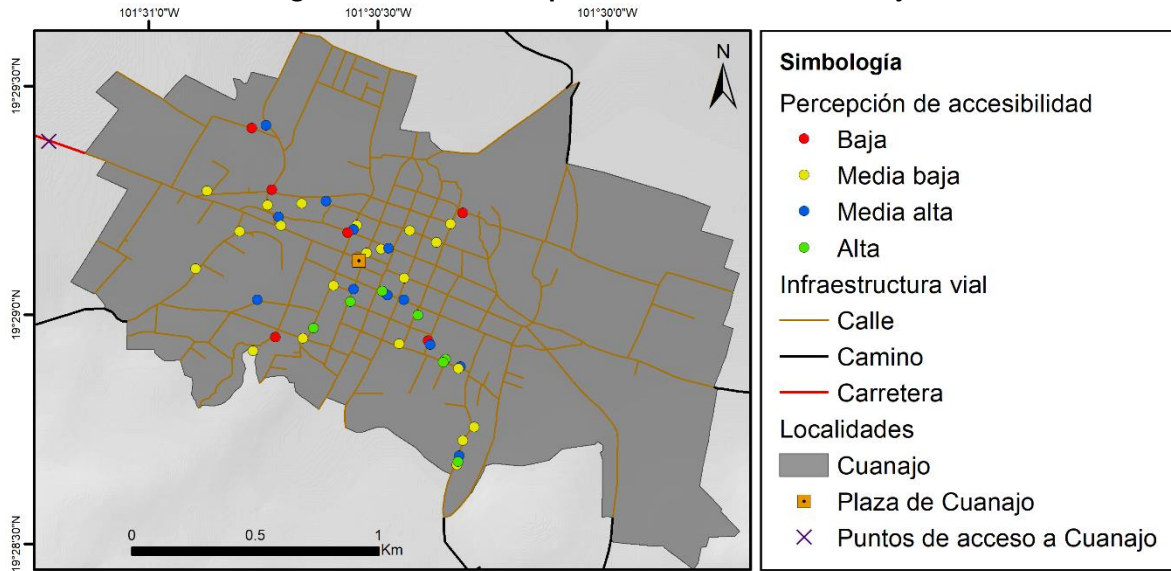 101°31'0"W 101°30'30"W 101°30'0"W
19°29'30"N
19°29'0"N
19°28'30"N
N
0 0.5 1
Km
Simbología
Percepción de accesibilidad
Baja
Media baja
Media alta
Alta
Infraestructura vial
Calle
Camino
Carretera
Localidades
Cuanajo
Plaza de Cuanajo
Puntos de acceso a Cuanajo